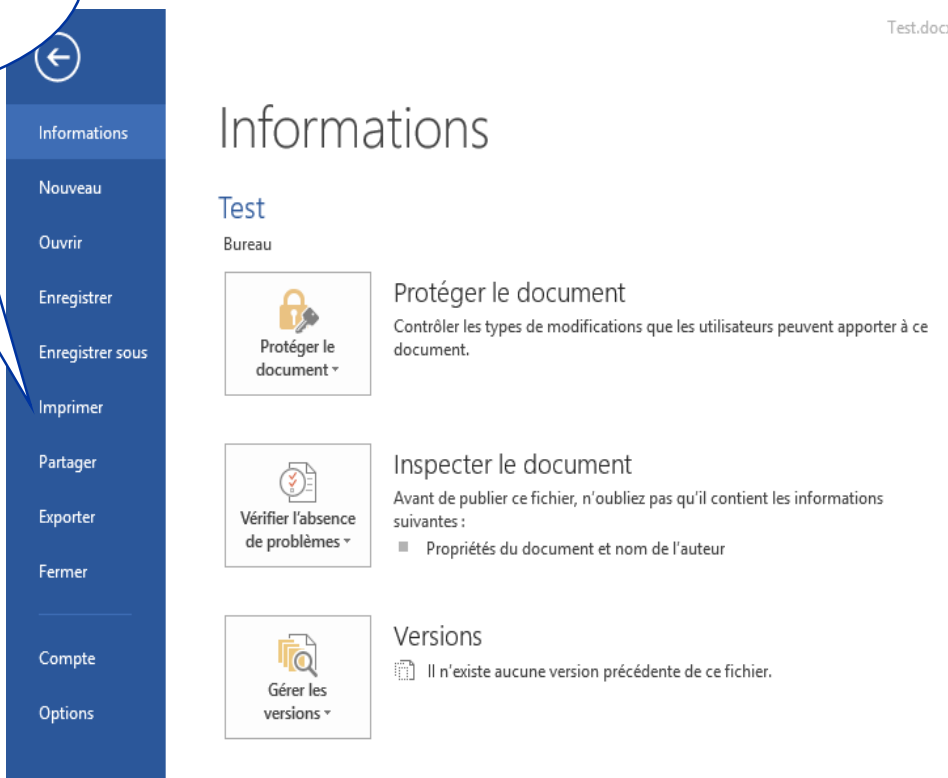 Test.doc
Informations
Nouveau
Ouvrir
Enregistrer
Enregistrer sous
Imprimer
Partager
Exporter
Fermer
Compte
Options
Informations
Test
Bureau
Protéger le
document
Protéger le document
Contrôler les types de modifications que les utilisateurs peuvent apporter à ce
document.
Vérifier l'absence
de problèmes
Inspecter le document
Avant de publier ce fichier, n'oubliez pas qu'il contient les informations
suivantes :
Propriétés du document et nom de l'auteur
Gérer les
versions
Versions
Il n'existe aucune version précédente de ce fichier.